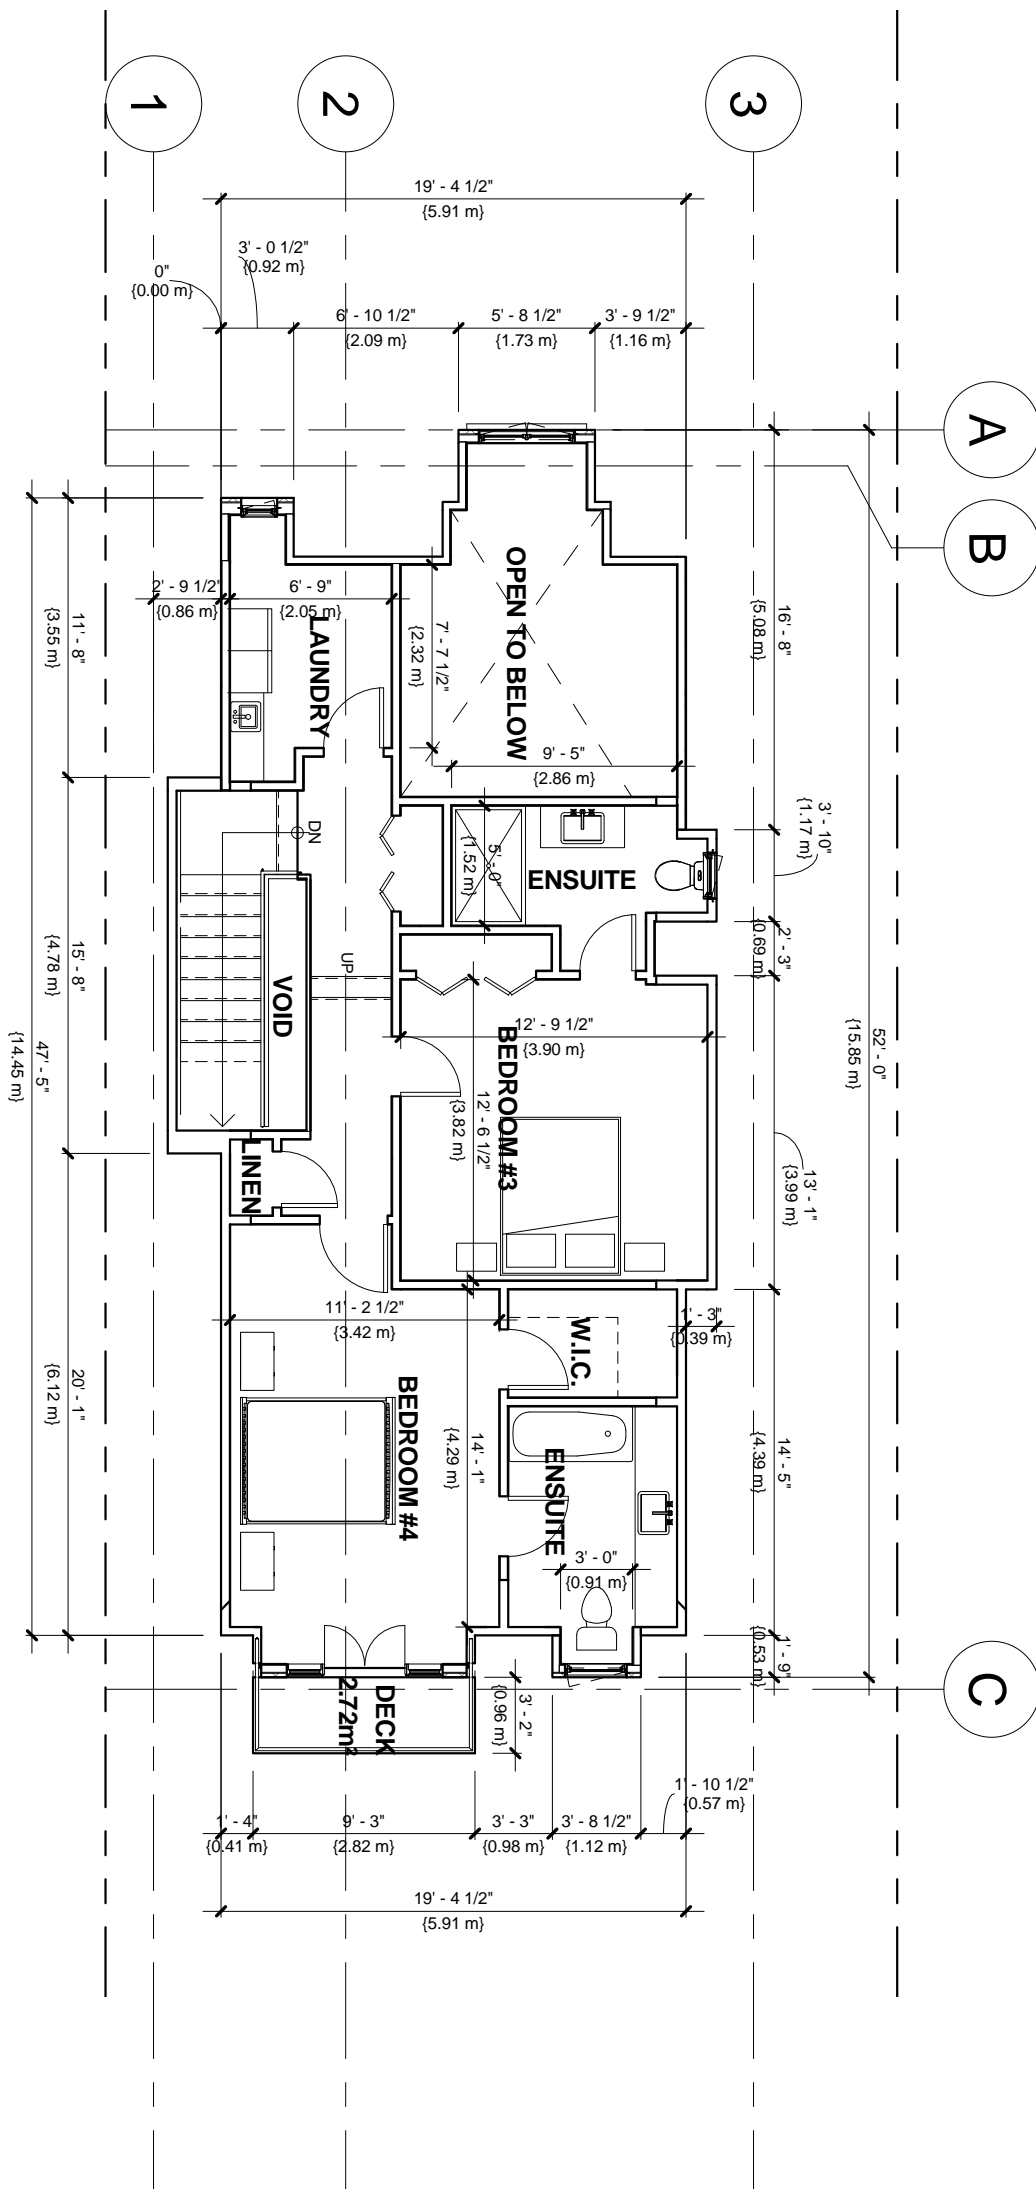 1
2
3
19' - 4 1/2"
{5.91 m}
3' - 0 1/2"
{0.92 m}
0"
{0.00 m}
6' - 10 1/2"
{2.09 m}
5' - 8 1/2"
{1.73 m}
3' - 9 1/2"
{1.16 m}
A
B
2' - 9 1/2"
{0.86 m}
6' - 9"
{2.05 m}
11' - 8"
{3.55 m}
LAUNDRY
7' - 7 1/2"
{2.32 m}
OPEN TO BELOW
16' - 8"
{5.08 m}
9' - 5"
{2.86 m}
DN
5' - 0"
{1.52 m}
ENSUITE
3' - 10"
{1.17 m}
2' - 3"
{0.69 m}
15' - 8"
{4.78 m}
UP
VOID
47' - 5"
{14.45 m}
12' - 9 1/2"
{3.90 m}
52' - 0"
{15.85 m}
BEDROOM #3
12' - 6 1/2"
{3.82 m}
LINEN
13' - 1"
{3.99 m}
11' - 2 1/2"
{3.42 m}
W.I.C.
1' - 3"
{0.39 m}
20' - 1"
{6.12 m}
BEDROOM #4
14' - 1"
{4.29 m}
ENSUITE
14' - 5"
{4.39 m}
3' - 0"
{0.91 m}
1' - 9"
{0.53 m}
C
DECK
2.72m²
3' - 2"
{0.96 m}
1' - 10 1/2"
{0.57 m}
1' - 4"
{0.41 m}
9' - 3"
{2.82 m}
3' - 3"
{0.98 m}
3' - 8 1/2"
{1.12 m}
19' - 4 1/2"
{5.91 m}